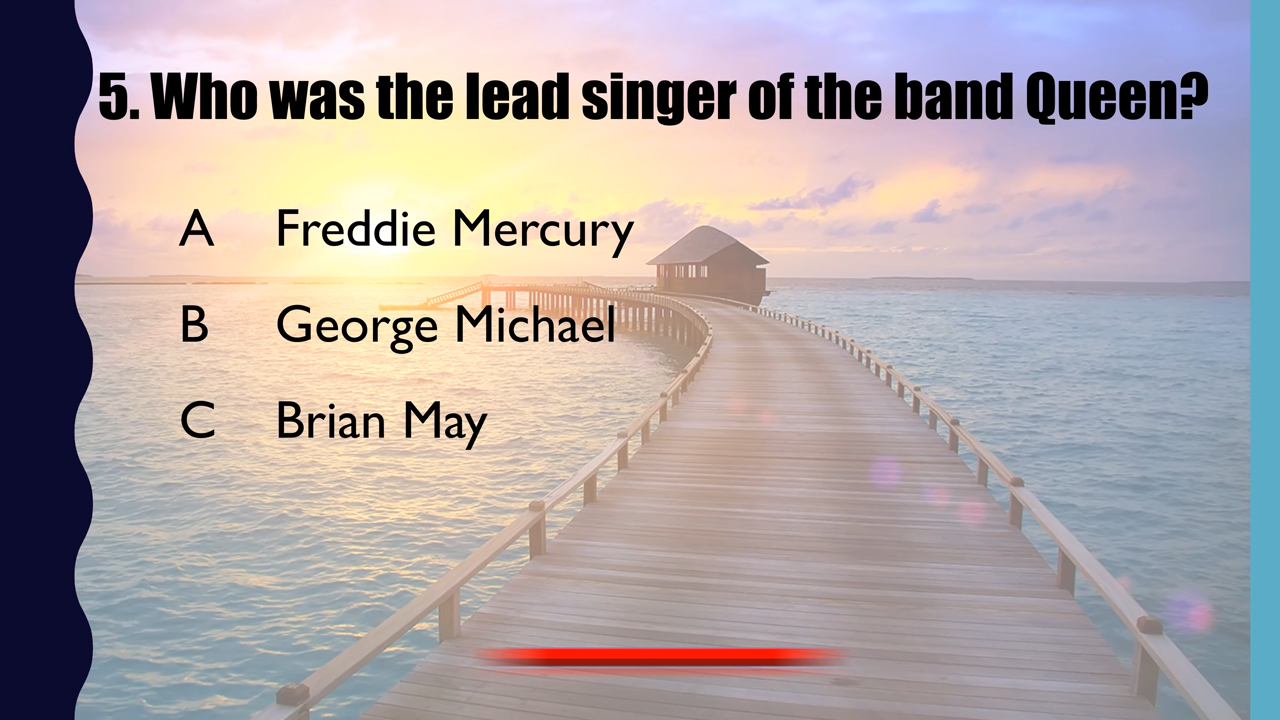 5. Who was the lead singer of the band Queen?
A Freddie Mercury
B George Michael
C Brian May